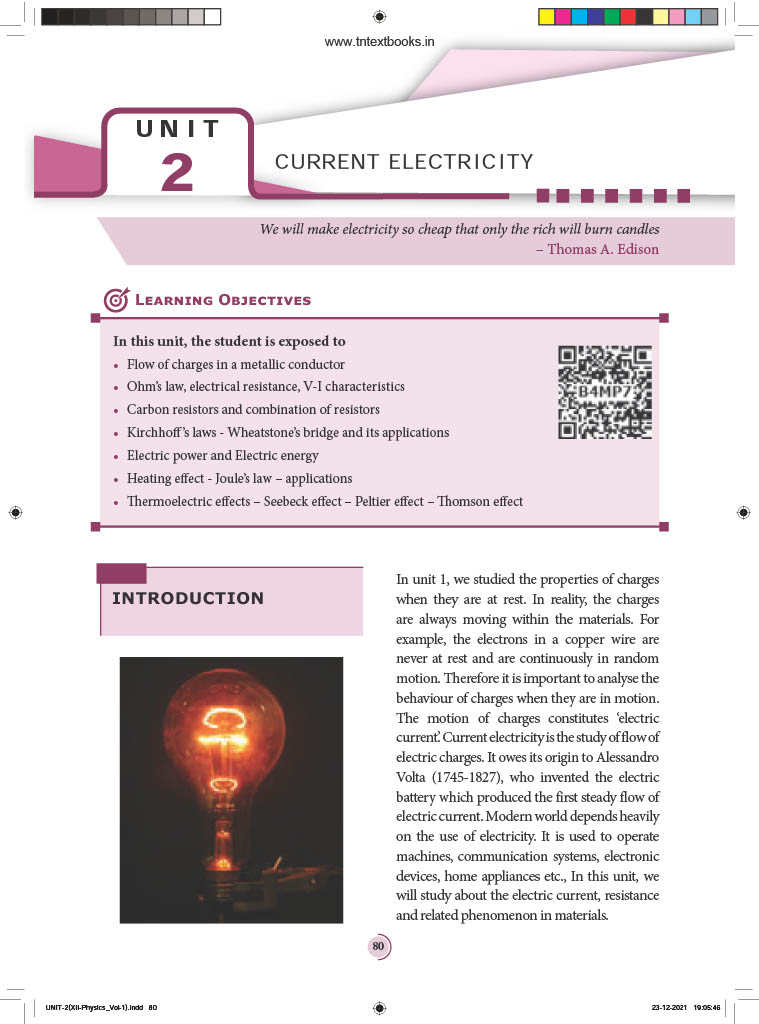 www.tntextbooks.in
UNIT
2
CURRENT ELECTRICITY
We will make electricity so cheap that only the rich will burn candles
– Thomas A. Edison
LEARNING OBJECTIVES
In this unit, the student is exposed to
• Flow of charges in a metallic conductor
• Ohm's law, electrical resistance, V-I characteristics
• Carbon resistors and combination of resistors
• Kirchhoff's laws - Wheatstone's bridge and its applications
• Electric power and Electric energy
• Heating effect - Joule's law – applications
• Thermoelectric effects – Seebeck effect – Peltier effect – Thomson effect
B4MP7
INTRODUCTION
In unit 1, we studied the properties of charges
when they are at rest. In reality, the charges
are always moving within the materials. For
example, the electrons in a copper wire are
never at rest and are continuously in random
motion. Therefore it is important to analyse the
behaviour of charges when they are in motion.
The motion of charges constitutes ‘electric
current’. Current electricity is the study of flow of
electric charges. It owes its origin to Alessandro
Volta (1745-1827), who invented the electric
battery which produced the first steady flow of
electric current. Modern world depends heavily
on the use of electricity. It is used to operate
machines, communication systems, electronic
devices, home appliances etc., In this unit, we
will study about the electric current, resistance
and related phenomenon in materials.
80
UNIT-2(XII-Physics_Vol-1).indd 80
23-12-2021 19:05:46